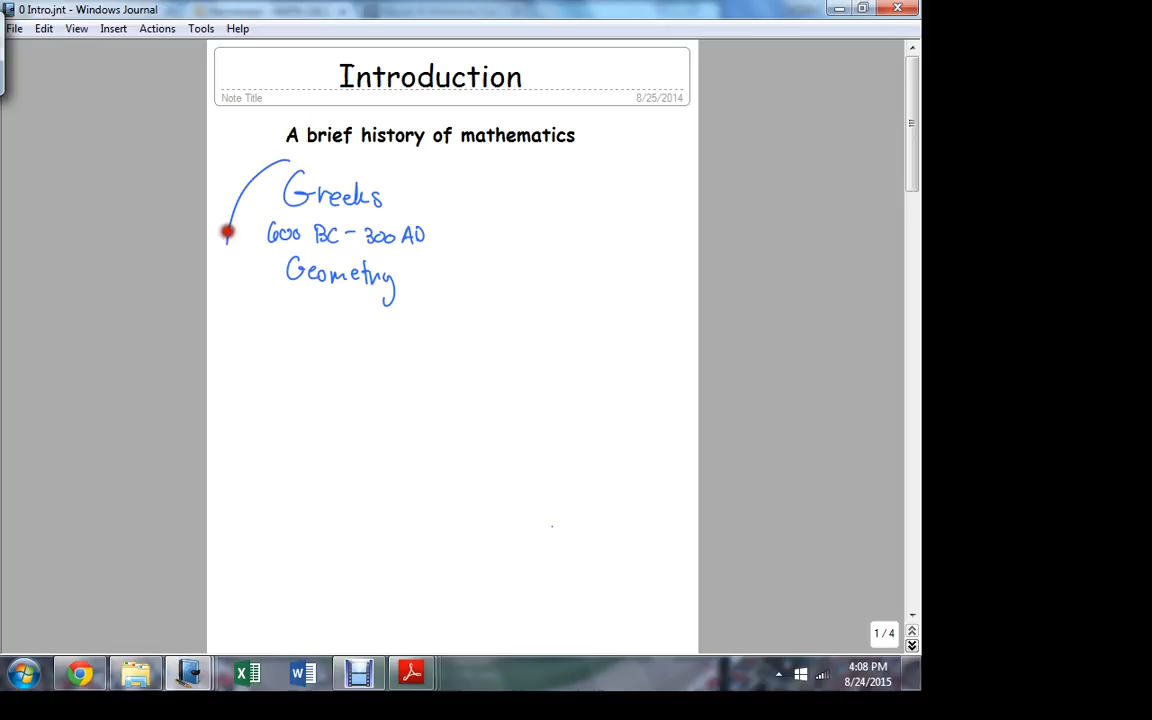 0 Intro.jnt - Windows Journal
File Edit View Insert Actions Tools Help
Introduction
Note Title 8/25/2014
A brief history of mathematics
Greeks
600 BC - 300 AD
Geometry
1 / 4
4:08 PM
8/24/2015